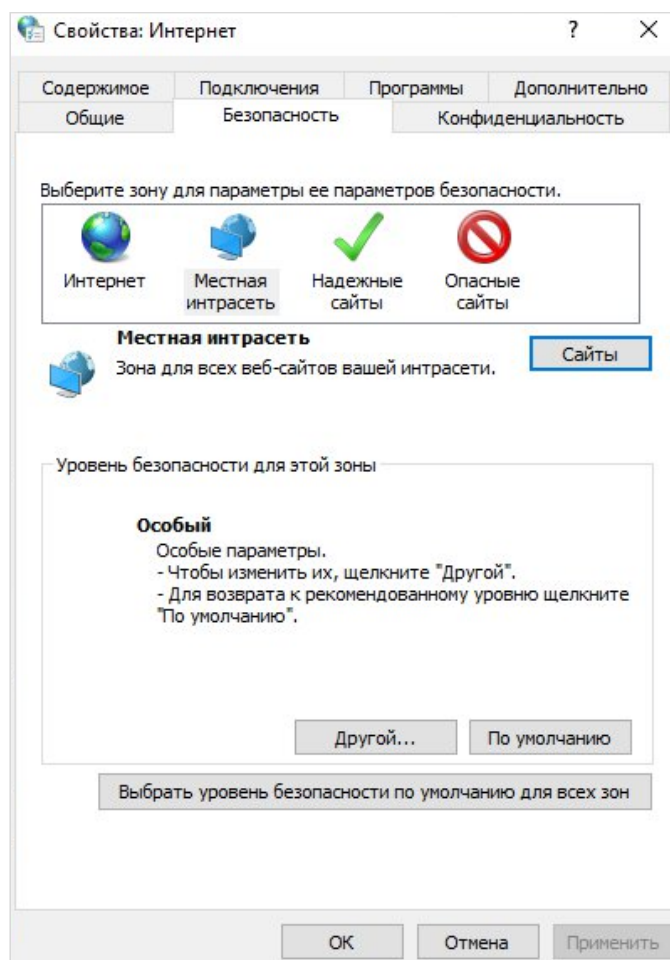 Свойства: Интернет
?
Содержимое Подключения Программы Дополнительно
Общие Безопасность Конфиденциальность
Выберите зону для параметры ее параметров безопасности.
Интернет Местная интрасеть Надежные сайты Опасные сайты
Местная интрасеть
Сайты
Зона для всех веб-сайтов вашей интрасети.
Уровень безопасности для этой зоны
Особый
Особые параметры.
- Чтобы изменить их, щелкните "Другой".
- Для возврата к рекомендованному уровню щелкните
"По умолчанию".
Другой... По умолчанию
Выбрать уровень безопасности по умолчанию для всех зон
ОК Отмена Применить